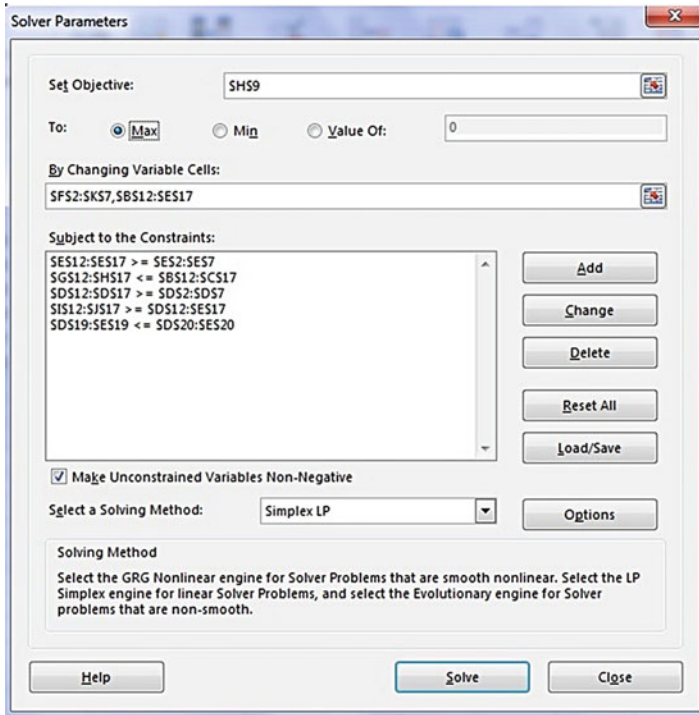 Solver Parameters
Set Objective: $H$9
To: Max Min Value Of: 0
By Changing Variable Cells:
$F$2:$K$7,$B$12:$E$17
Subject to the Constraints:
$E$12:$E$17 >= $E$2:$E$7
$G$12:$H$17 <= $B$12:$C$17
$D$12:$D$17 >= $D$2:$D$7
$I$12:$J$17 >= $D$12:$E$17
$D$19:$E$19 <= $D$20:$E$20
Add
Change
Delete
Reset All
Load/Save
Make Unconstrained Variables Non-Negative
Select a Solving Method: Simplex LP Options
Solving Method
Select the GRG Nonlinear engine for Solver Problems that are smooth nonlinear. Select the LP
Simplex engine for linear Solver Problems, and select the Evolutionary engine for Solver
problems that are non-smooth.
Help Solve Close